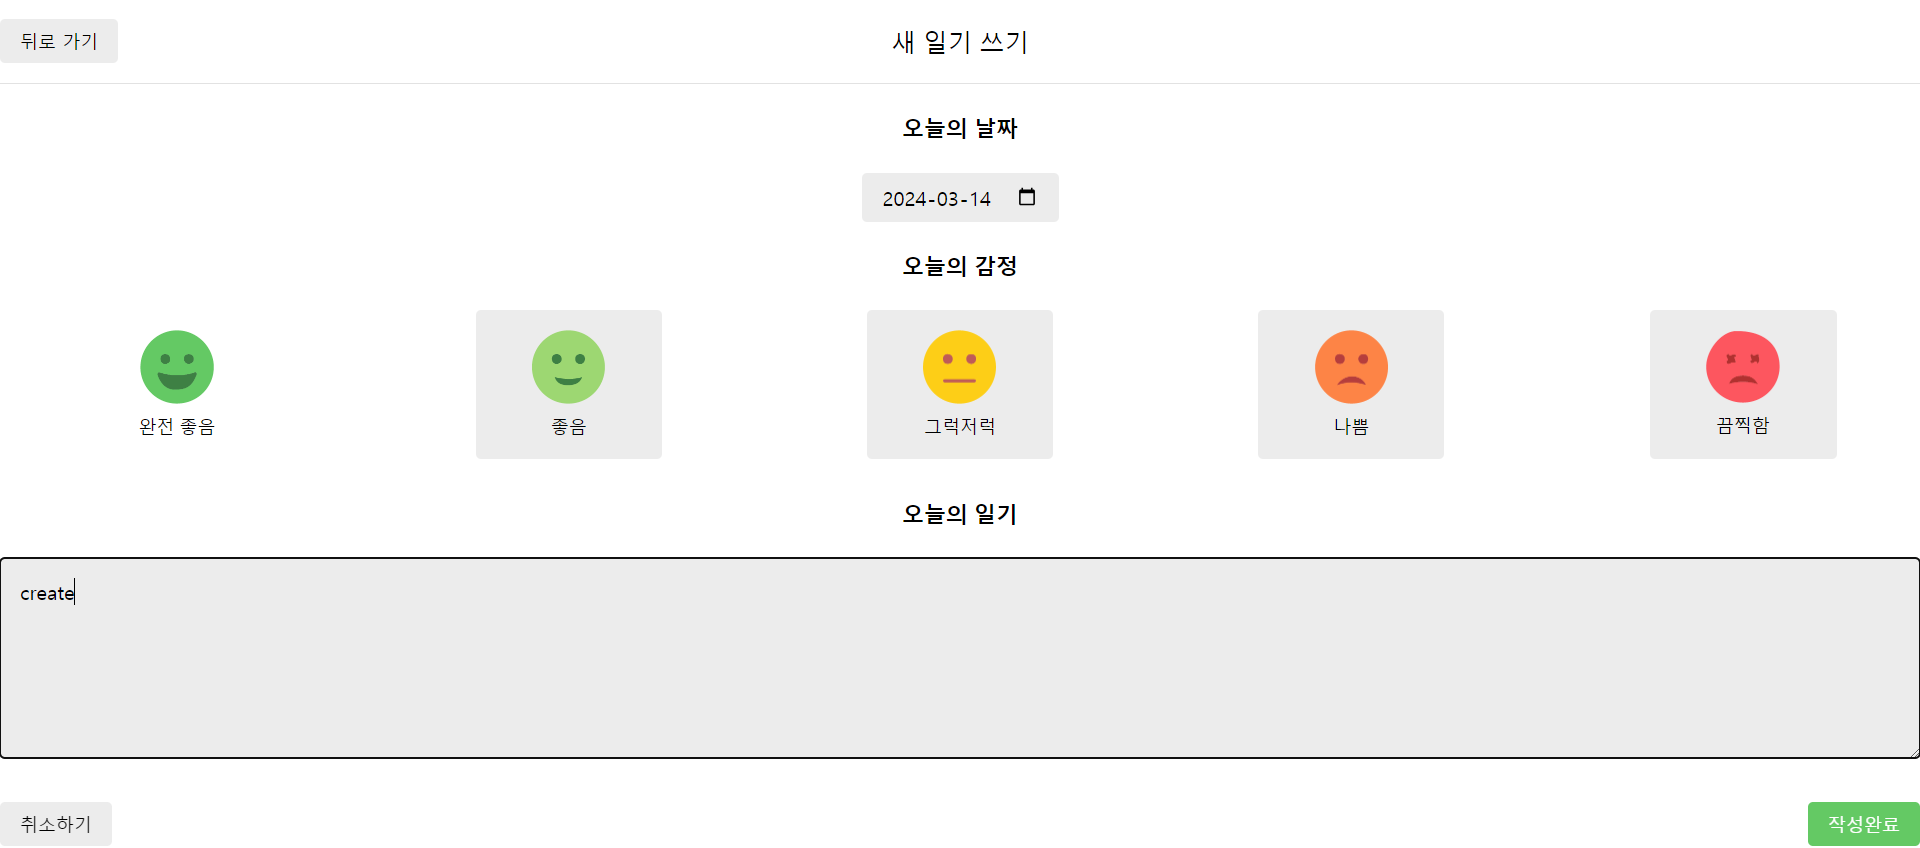 뒤로 가기
새 일기 쓰기
오늘의 날짜
2024-03-14
오늘의 감정
완전 좋음
좋음
그럭저럭
나쁨
끔찍함
오늘의 일기
create
취소하기
작성완료